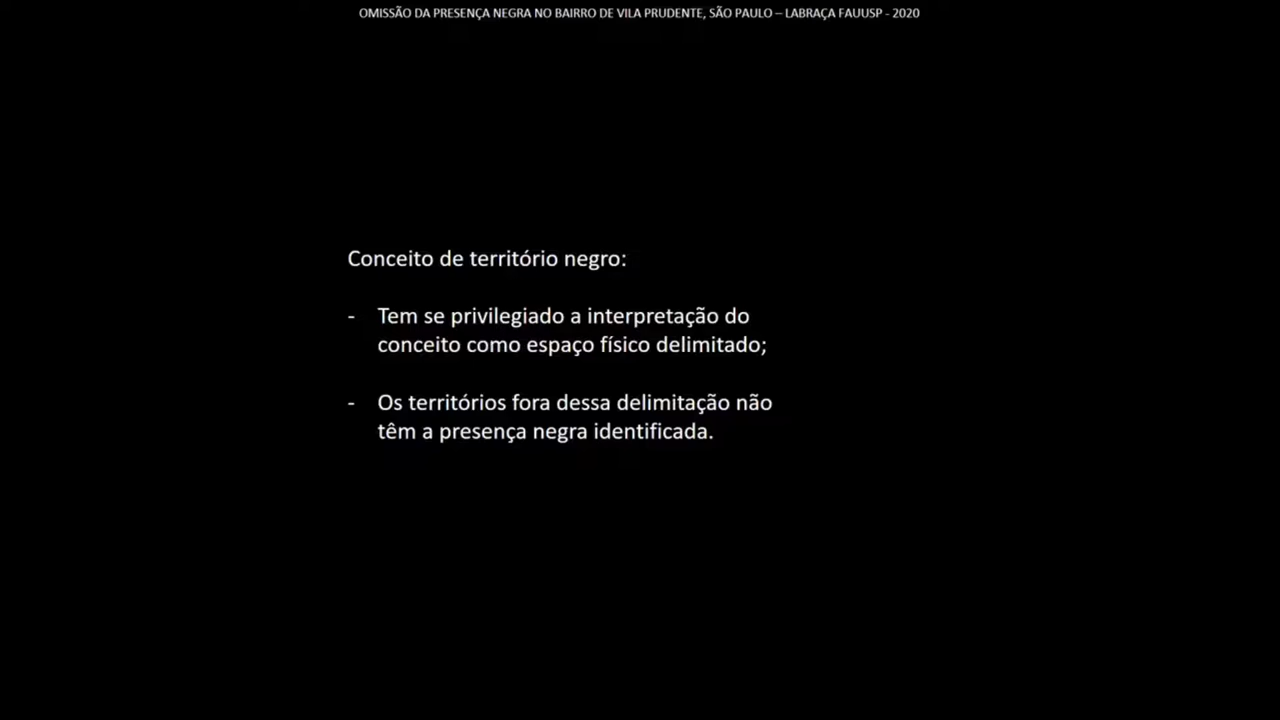 OMISSÃO DA PRESENÇA NEGRA NO BAIRRO DE VILA PRUDENTE, SÃO PAULO – LABRAÇA FAUUSP - 2020
Conceito de território negro:
- Tem se privilegiado a interpretação do
conceito como espaço físico delimitado;
- Os territórios fora dessa delimitação não
têm a presença negra identificada.